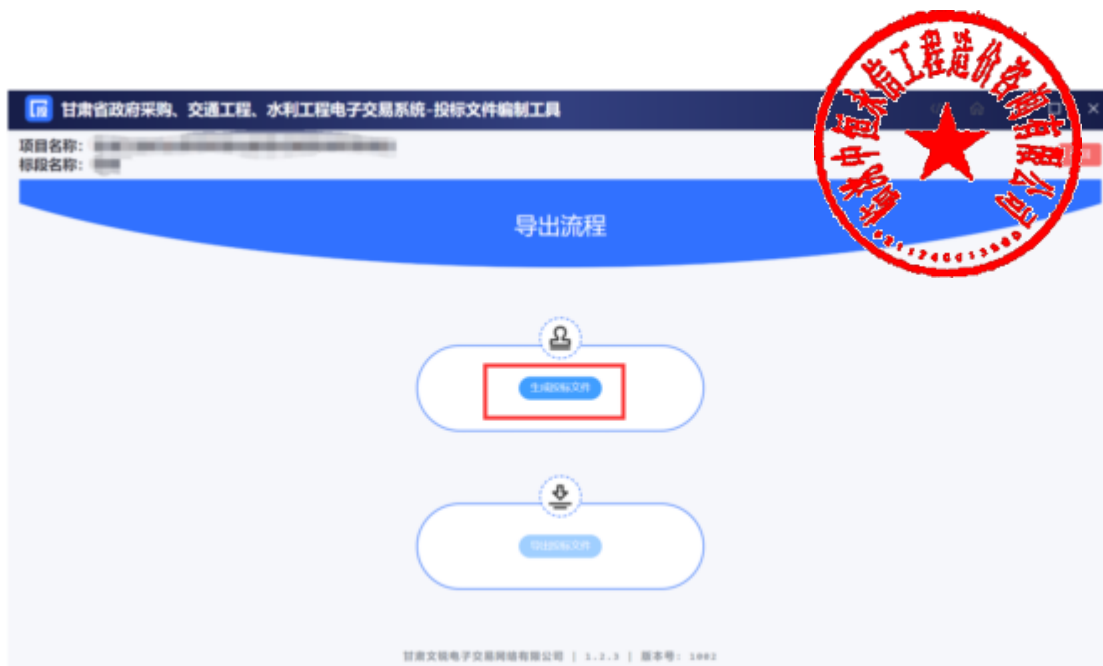 甘肃省政府采购、交通工程、水利工程电子交易系统-投标文件编制工具
项目名称：
标段名称：
导出流程
生成投标文件
导出投标文件
甘肃文锐电子交易网络有限公司 | 1.2.3 | 版本号: 1002